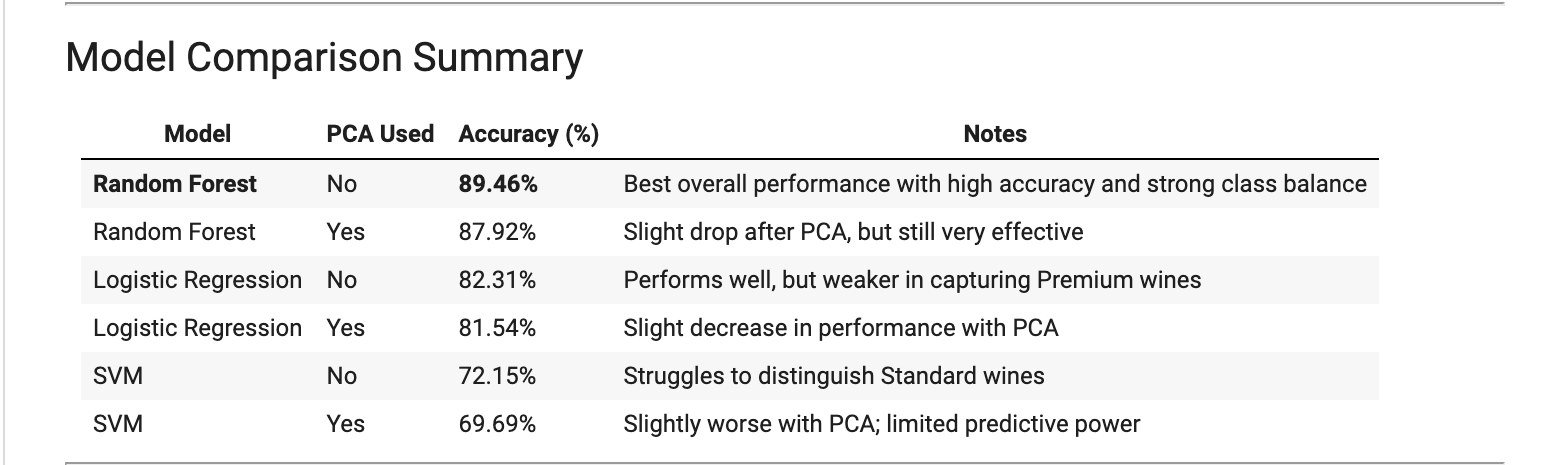 Model Comparison Summary
Model PCA Used Accuracy (%) Notes
Random Forest No 89.46% Best overall performance with high accuracy and strong class balance
Random Forest Yes 87.92% Slight drop after PCA, but still very effective
Logistic Regression No 82.31% Performs well, but weaker in capturing Premium wines
Logistic Regression Yes 81.54% Slight decrease in performance with PCA
SVM No 72.15% Struggles to distinguish Standard wines
SVM Yes 69.69% Slightly worse with PCA; limited predictive power